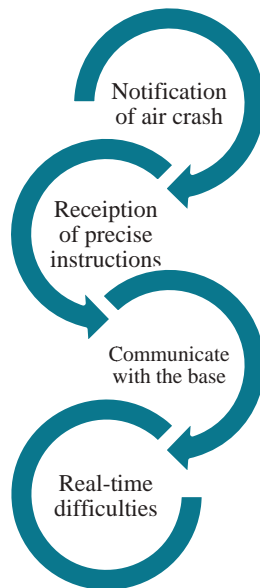 Notification
of air crash
Receiption
of precise
instructions
Communicate
with the base
Real-time
difficulties